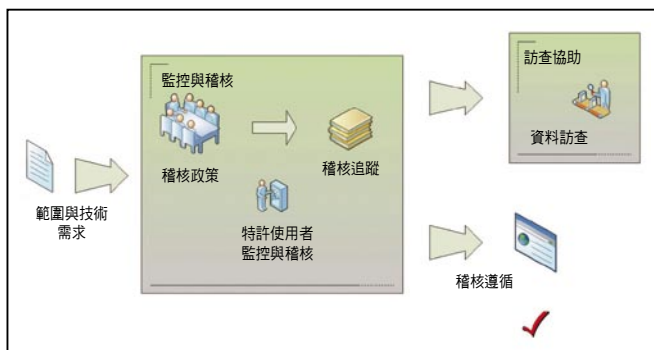 範圍與技術
需求
監控與稽核
稽核政策
稽核追蹤
特許使用者
監控與稽核
訪查協助
資料訪查
稽核遵循